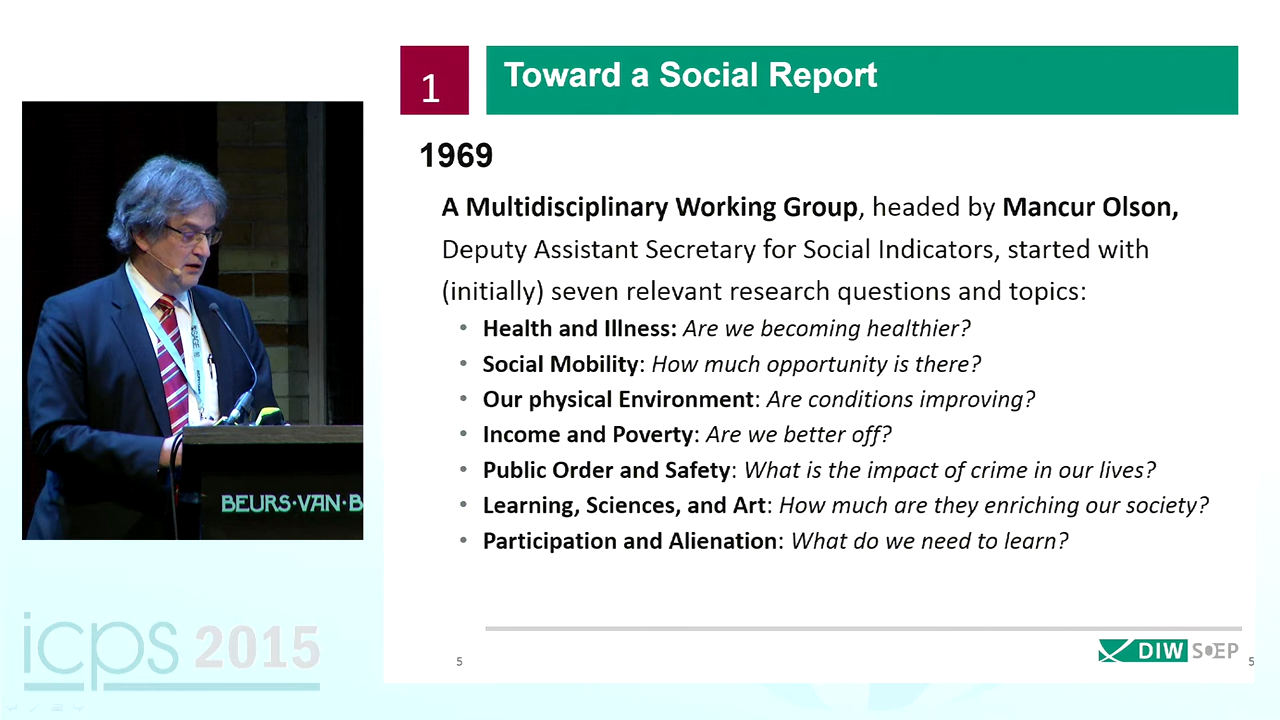 1
Toward a Social Report
1969
A Multidisciplinary Working Group, headed by Mancur Olson,
Deputy Assistant Secretary for Social Indicators, started with
(initially) seven relevant research questions and topics:
• Health and Illness: Are we becoming healthier?
• Social Mobility: How much opportunity is there?
• Our physical Environment: Are conditions improving?
• Income and Poverty: Are we better off?
• Public Order and Safety: What is the impact of crime in our lives?
• Learning, Sciences, and Art: How much are they enriching our society?
• Participation and Alienation: What do we need to learn?
BEURS·VAN·B
icps 2015
5
DIW SOEP
5